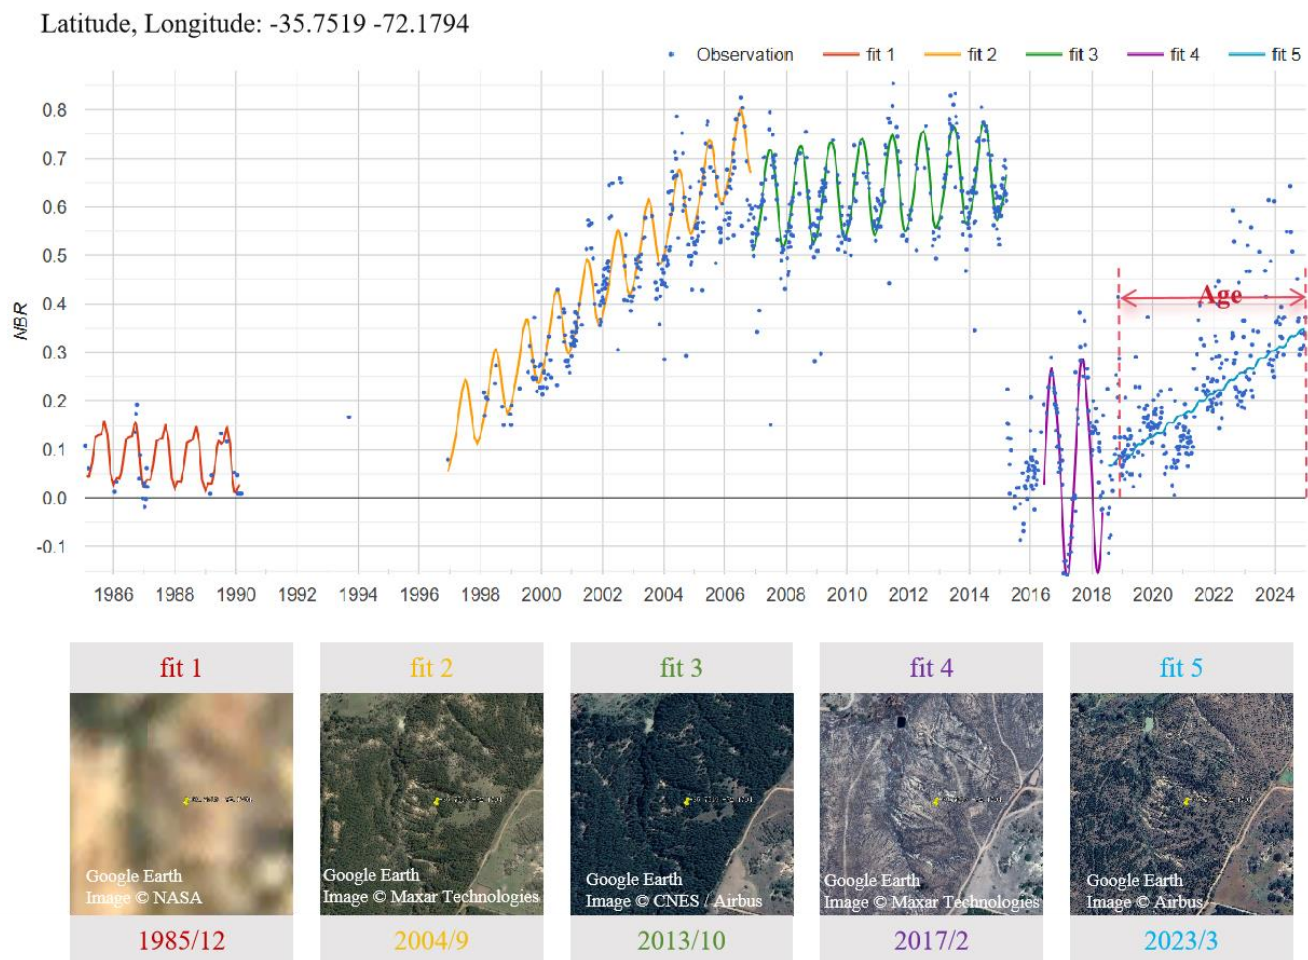 Latitude, Longitude: -35.7519 -72.1794
Observation fit 1 fit 2 fit 3 fit 4 fit 5
NBR
0.8
0.7
0.6
0.5
0.4
0.3
0.2
0.1
0.0
-0.1
Age
1986 1988 1990 1992 1994 1996 1998 2000 2002 2004 2006 2008 2010 2012 2014 2016 2018 2020 2022 2024
fit 1
Google Earth
Image © NASA
1985/12
fit 2
Google Earth
Image © Maxar Technologies
2004/9
fit 3
Google Earth
Image © CNES / Airbus
2013/10
fit 4
Google Earth
Image © Maxar Technologies
2017/2
fit 5
Google Earth
Image © Airbus
2023/3